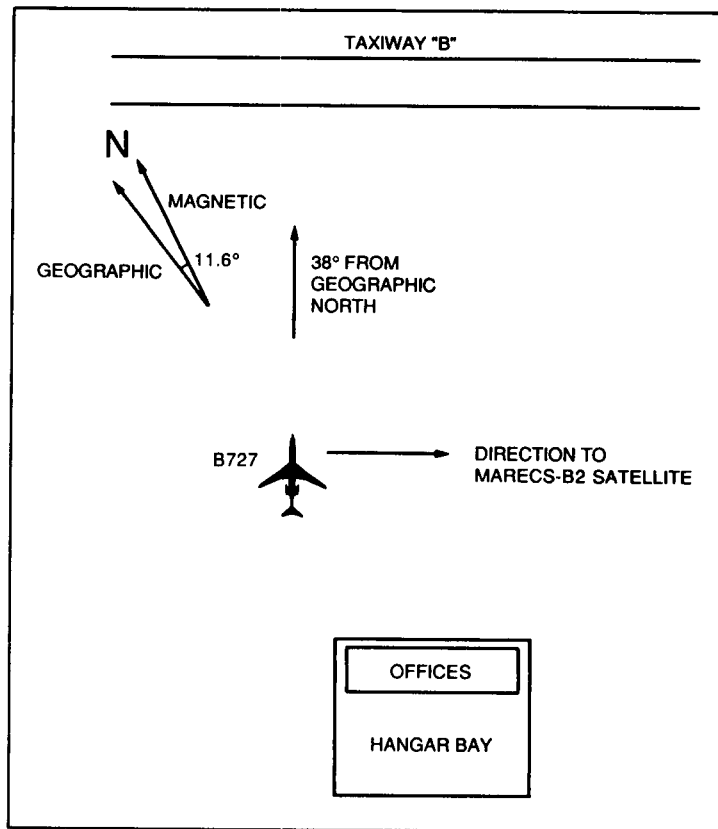 TAXIWAY "B"
N
MAGNETIC
11.6°
GEOGRAPHIC
38° FROM
GEOGRAPHIC
NORTH
B727
DIRECTION TO
MARECS-B2 SATELLITE
OFFICES
HANGAR BAY